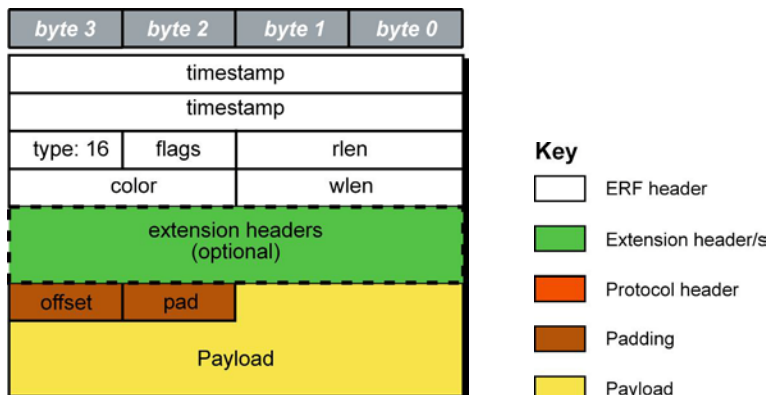 byte 3 byte 2 byte 1 byte 0
timestamp
timestamp
type: 16 flags rlen
color wlen
extension headers
(optional)
offset pad
Payload
Key
ERF header
Extension header/s
Protocol header
Padding
Payload